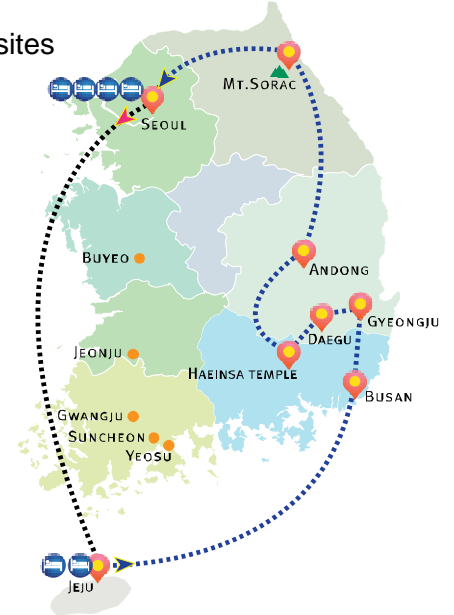 sites
MT.SORAC
SEOUL
BUYEO
ANDONG
GYEONGJU
DAEGU
JEONJU
HAEINSA TEMPLE
BUSAN
GWANGJU
SUNCHEON
YEOSU
JEJU